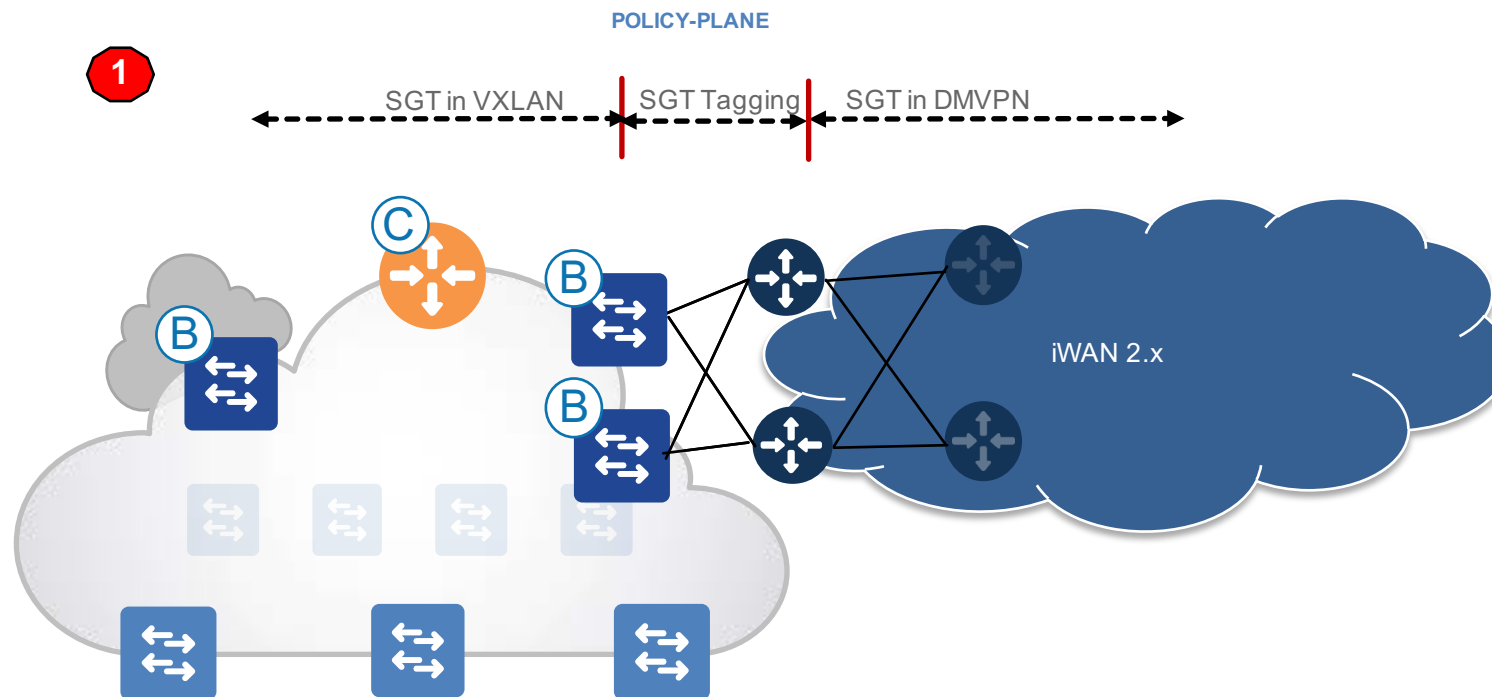 POLICY-PLANE
1
SGT in VXLAN
SGT Tagging
SGT in DMVPN
C
B
B
B
iWAN 2.x